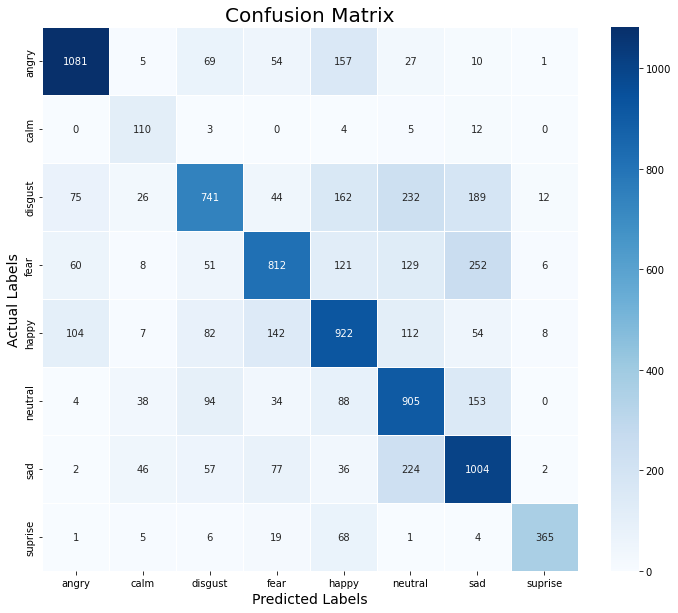 Confusion Matrix
angry 1081 5 69 54 157 27 10 1
calm 0 110 3 0 4 5 12 0
disgust 75 26 741 44 162 232 189 12
fear 60 8 51 812 121 129 252 6
happy 104 7 82 142 922 112 54 8
neutral 4 38 94 34 88 905 153 0
sad 2 46 57 77 36 224 1004 2
suprise 1 5 6 19 68 1 4 365
angry calm disgust fear happy neutral sad suprise
Actual Labels
Predicted Labels
1000
800
600
400
200
0